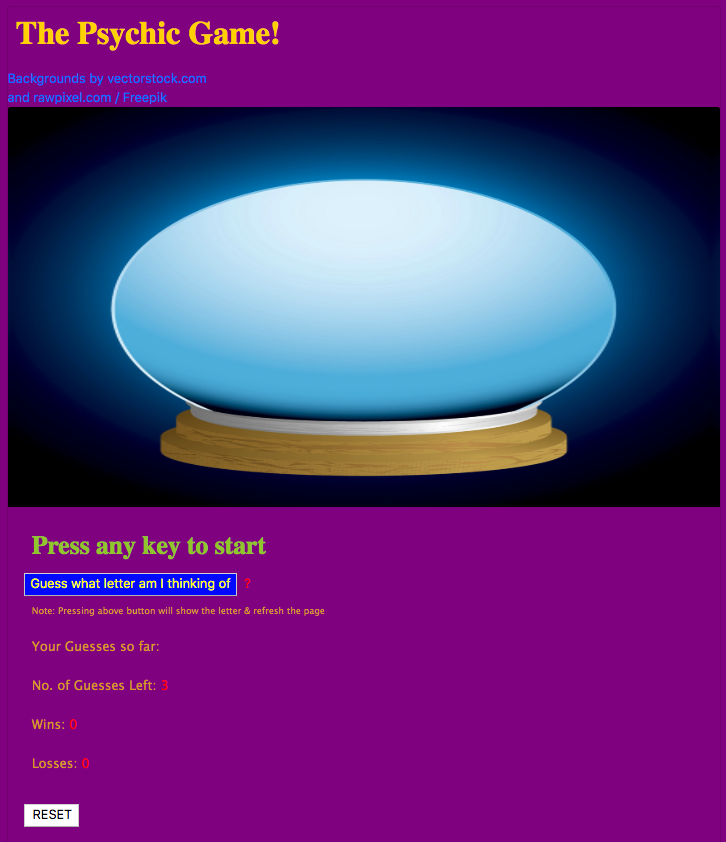 The Psychic Game!
Backgrounds by vectorstock.com
and rawpixel.com / Freepik
Press any key to start
Guess what letter am I thinking of ?
Note: Pressing above button will show the letter & refresh the page
Your Guesses so far:
No. of Guesses Left: 3
Wins: 0
Losses: 0
RESET